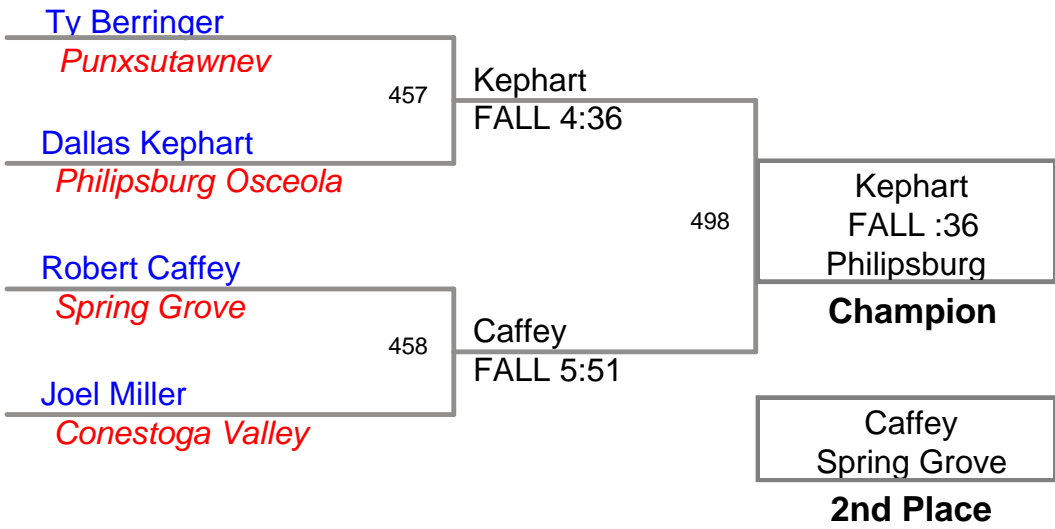 Ty Berringer
Punxsutawnev
457
Kephart
FALL 4:36
Dallas Kephart
Philipsburg Osceola
498
Kephart
FALL :36
Philipsburg
Champion
Robert Caffey
Spring Grove
458
Caffey
FALL 5:51
Joel Miller
Conestoga Valley
Caffey
Spring Grove
2nd Place